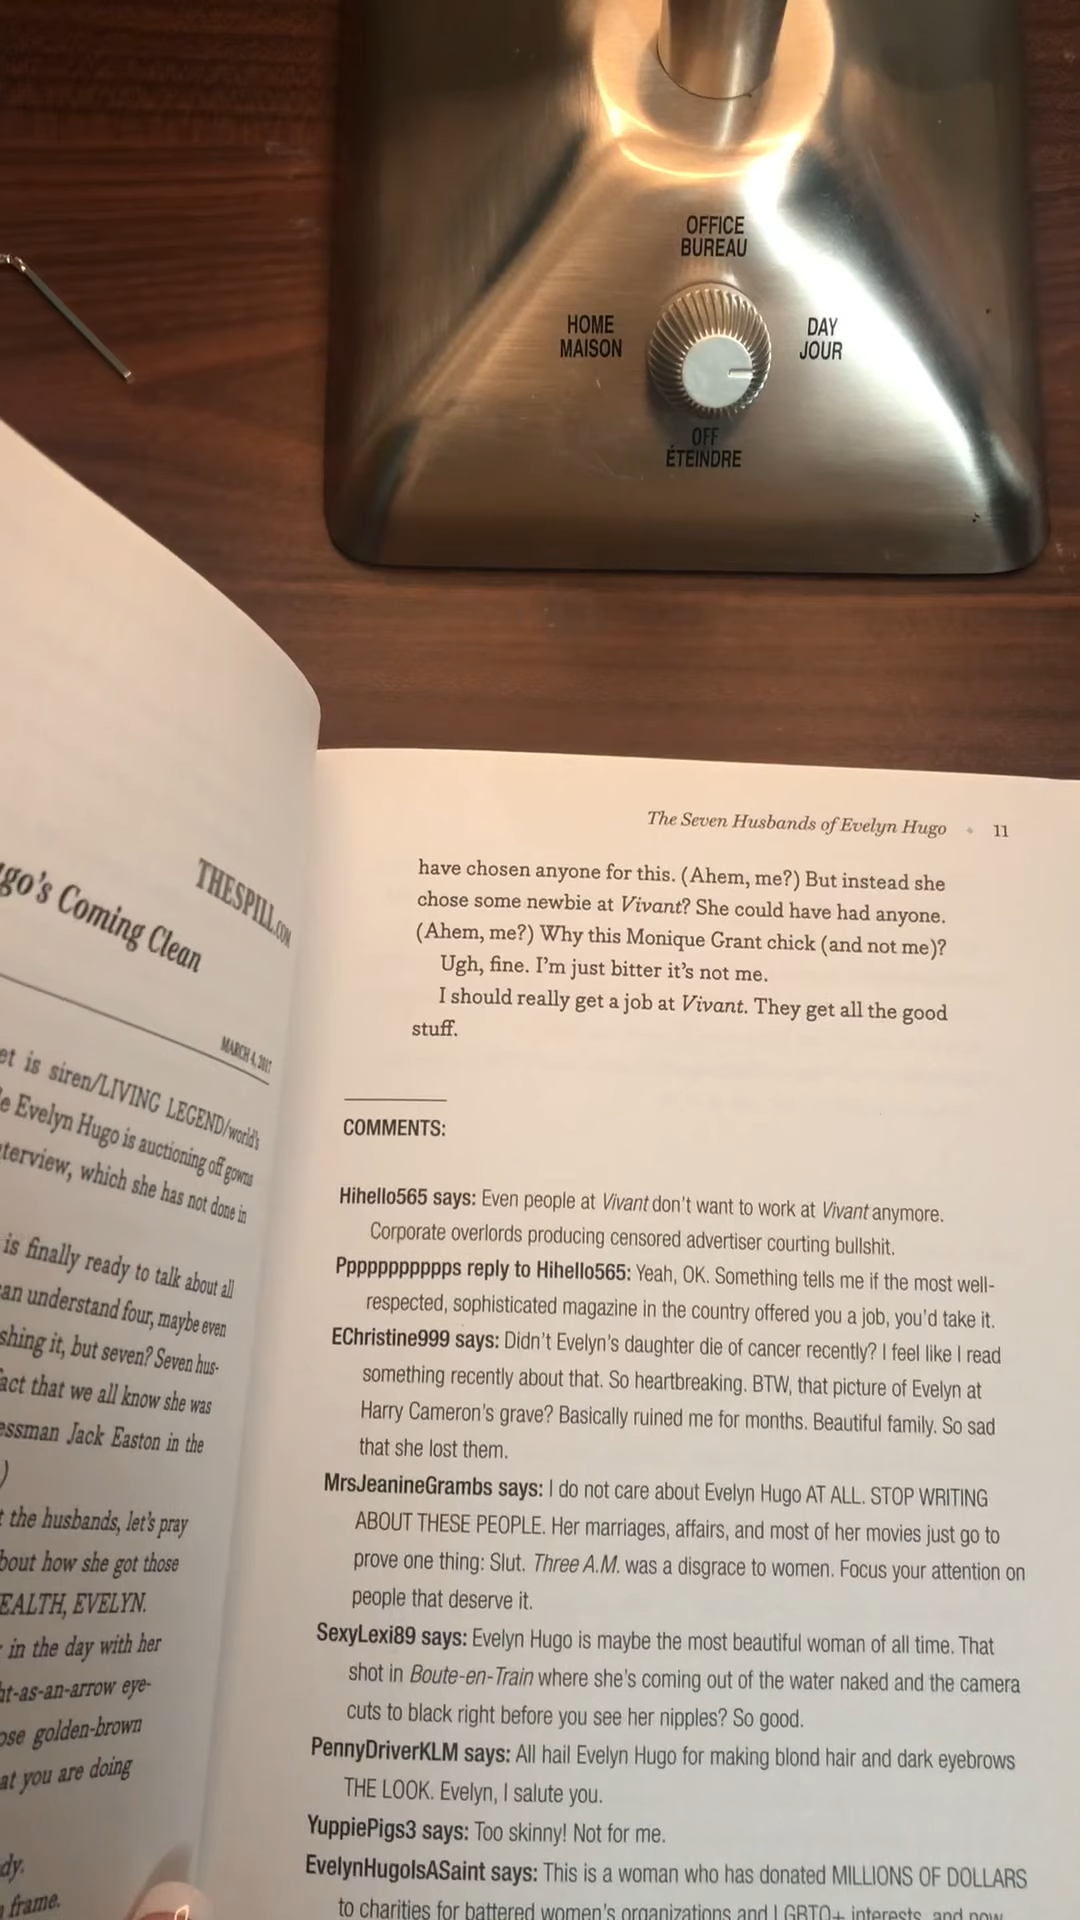 OFFICE
BUREAU
HOME
MAISON
DAY
JOUR
OFF
ÉTEINDRE
THESPILL.COM
go's Coming Clean
MARCH 4, 2017
et is siren/LIVING LEGEND/world's
Evelyn Hugo is auctioning off gowns
terview, which she has not done in
is finally ready to talk about all
an understand four, maybe even
shing it, but seven? Seven hus-
act that we all know she was
essman Jack Easton in the
)
the husbands, let's pray
bout how she got those
EALTH, EVELYN.
in the day with her
ht-as-an-arrow eye-
ose golden-brown
at you are doing
dy.
frame.
The Seven Husbands of Evelyn Hugo • 11
have chosen anyone for this. (Ahem, me?) But instead she
chose some newbie at Vivant? She could have had anyone.
(Ahem, me?) Why this Monique Grant chick (and not me)?
Ugh, fine. I'm just bitter it's not me.
I should really get a job at Vivant. They get all the good
stuff.
COMMENTS:
Hihello565 says: Even people at Vivant don't want to work at Vivant anymore.
Corporate overlords producing censored advertiser courting bullshit.
Ppppppppppps reply to Hihello565: Yeah, OK. Something tells me if the most well-
respected, sophisticated magazine in the country offered you a job, you'd take it.
EChristine999 says: Didn't Evelyn's daughter die of cancer recently? I feel like I read
something recently about that. So heartbreaking. BTW, that picture of Evelyn at
Harry Cameron's grave? Basically ruined me for months. Beautiful family. So sad
that she lost them.
MrsJeanineGrambs says: I do not care about Evelyn Hugo AT ALL. STOP WRITING
ABOUT THESE PEOPLE. Her marriages, affairs, and most of her movies just go to
prove one thing: Slut. Three A.M. was a disgrace to women. Focus your attention on
people that deserve it.
SexyLexi89 says: Evelyn Hugo is maybe the most beautiful woman of all time. That
shot in Boute-en-Train where she's coming out of the water naked and the camera
cuts to black right before you see her nipples? So good.
PennyDriverKLM says: All hail Evelyn Hugo for making blond hair and dark eyebrows
THE LOOK. Evelyn, I salute you.
YuppiePigs3 says: Too skinny! Not for me.
EvelynHugoIsASaint says: This is a woman who has donated MILLIONS OF DOLLARS
to charities for battered women's organizations and LGBTQ+ interests, and now